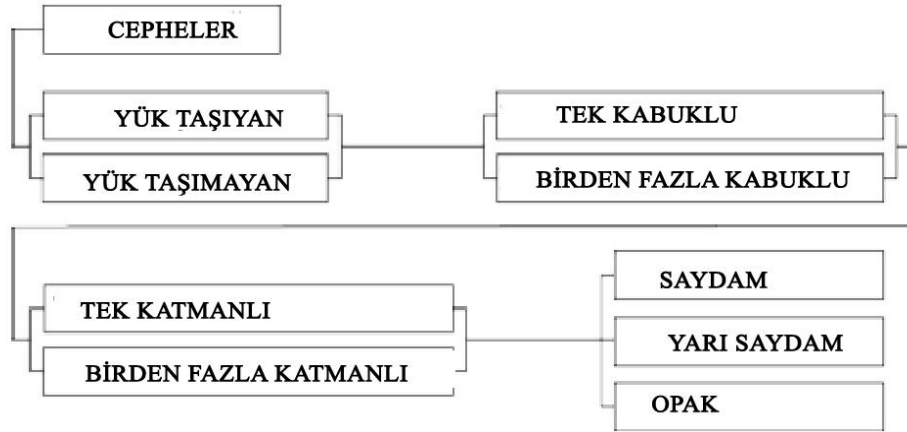 CEPHELER
YÜK TAŞIYAN
YÜK TAŞIMAYAN
TEK KABUKLU
BİRDEN FAZLA KABUKLU
TEK KATMANLI
BİRDEN FAZLA KATMANLI
SAYDAM
YARI SAYDAM
OPAK